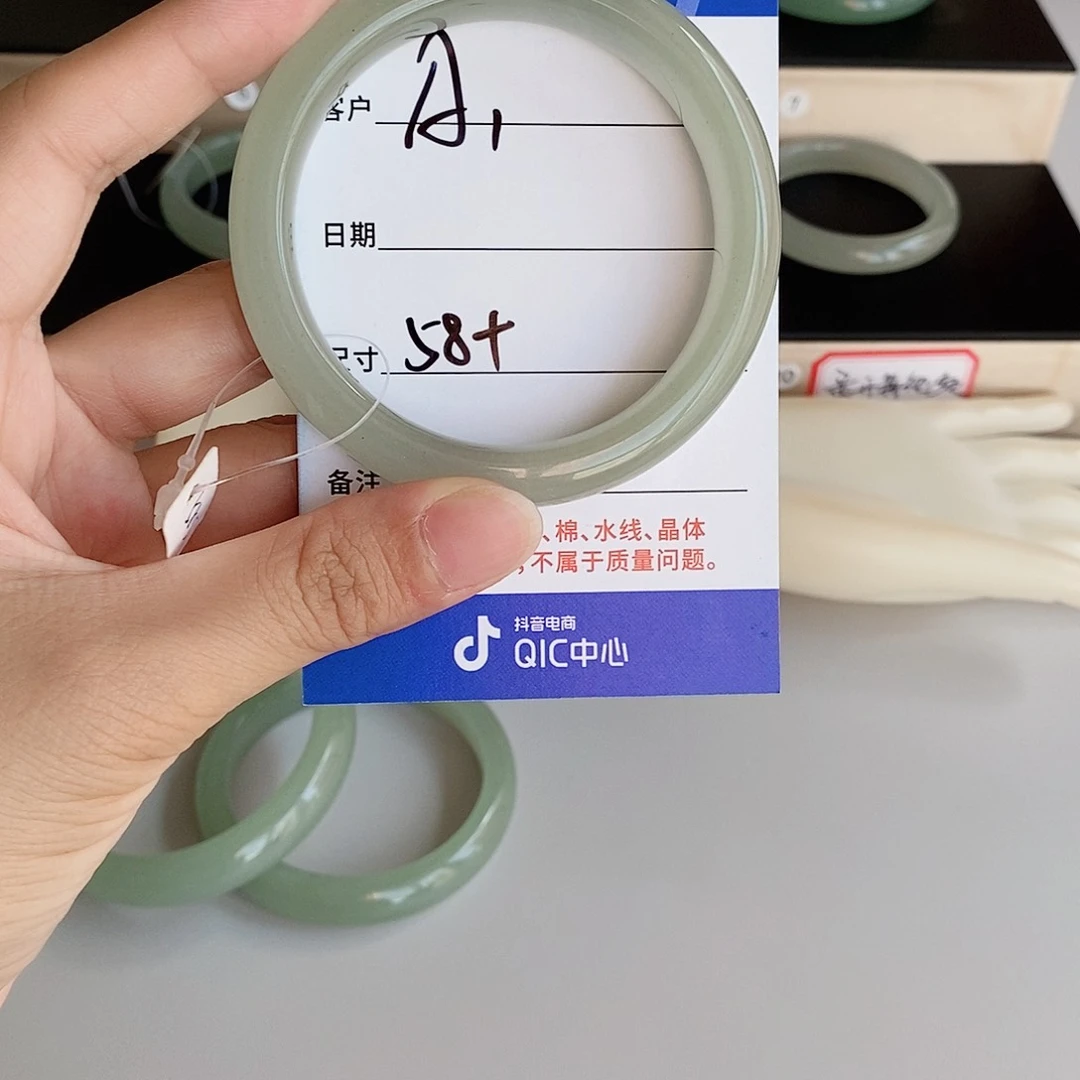 客户 A,
日期
尺寸 58+
备注
、棉、水线、晶体
,不属于质量问题。
抖音电商
QIC中心